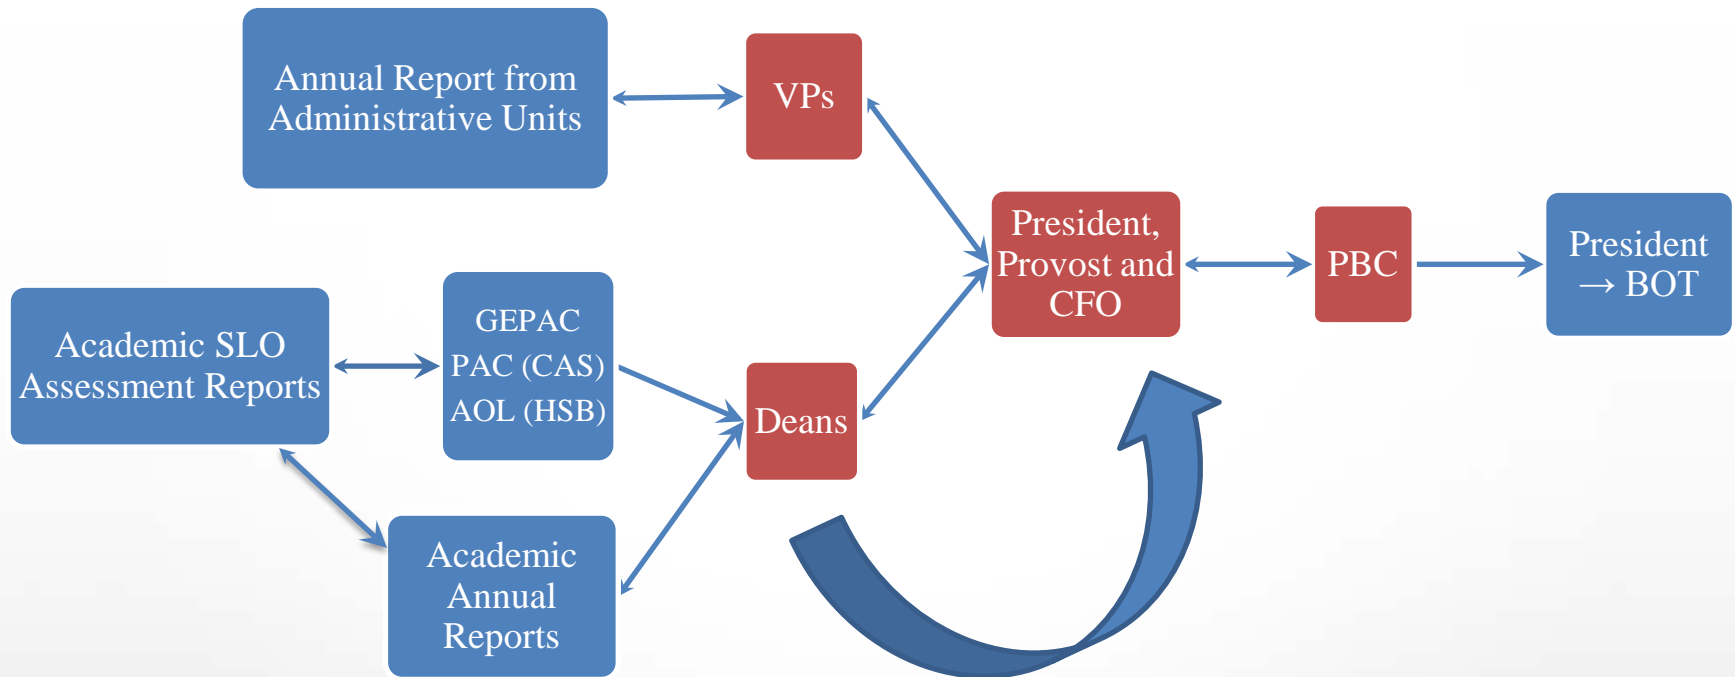 Annual Report from
Administrative Units
VPs
President,
Provost and
CFO
PBC
President
→ BOT
Academic SLO
Assessment Reports
GEPAC
PAC (CAS)
AOL (HSB)
Deans
Academic
Annual
Reports